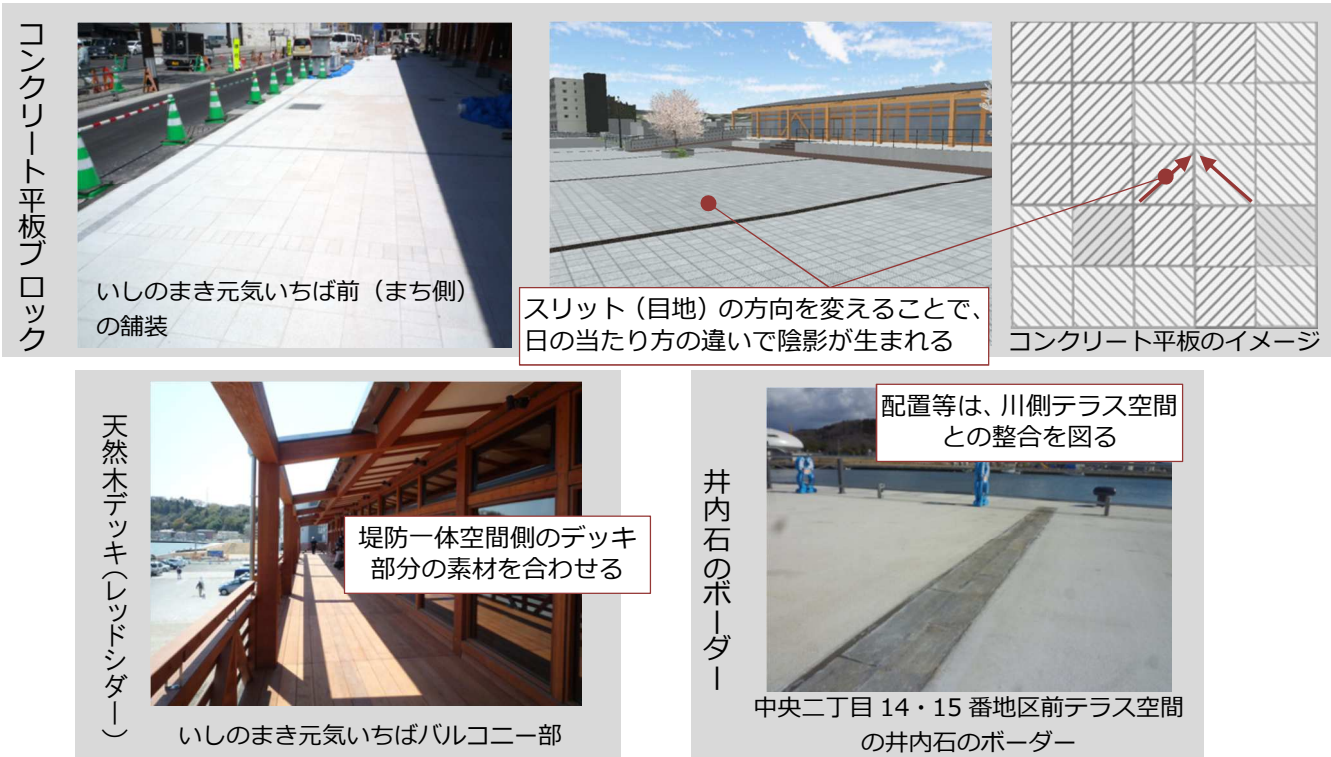 コンクリート平板ブロック
いしのまき元気いちば前（まち側）
の舗装
スリット（目地）の方向を変えることで、
日の当たり方の違いで陰影が生まれる
コンクリート平板のイメージ
天然木デッキ（レッドシダー）
堤防一体空間側のデッキ
部分の素材を合わせる
いしのまき元気いちばバルコニー部
井内石のボーダー
配置等は、川側テラス空間
との整合を図る
中央二丁目 14・15 番地区前テラス空間
の井内石のボーダー